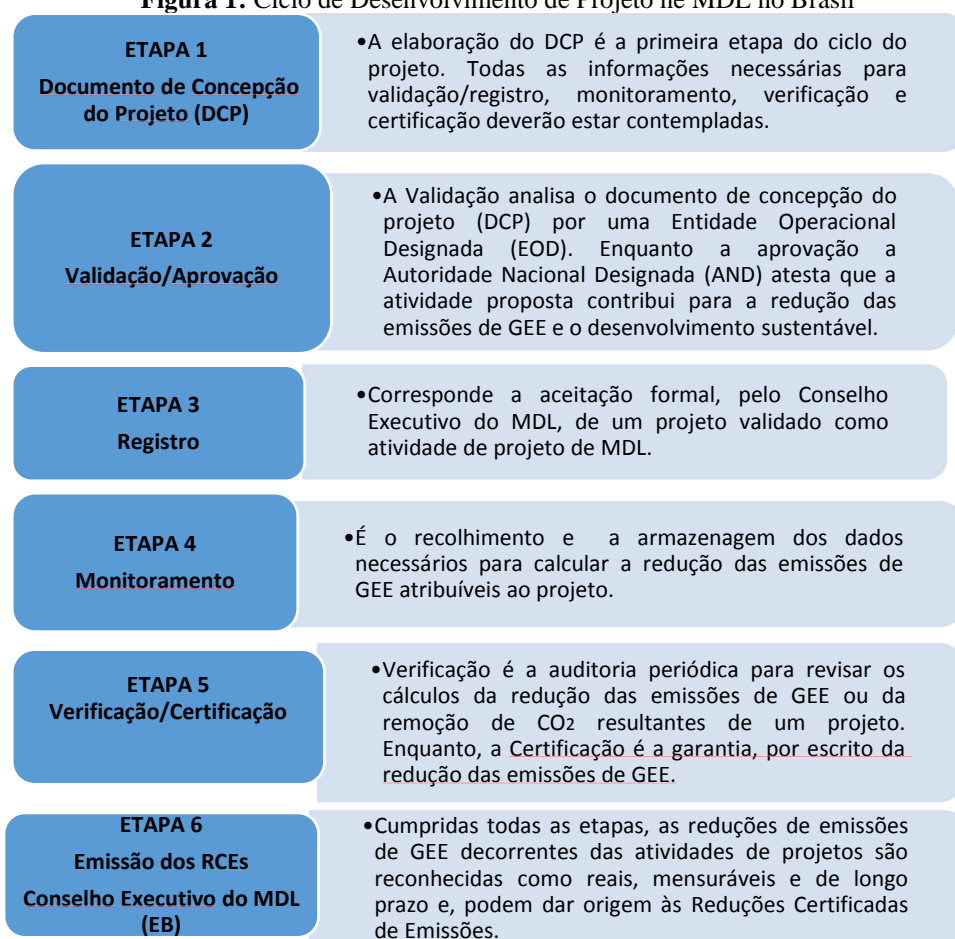 Figura 1: Ciclo de Desenvolvimento de Projeto ne MDL no Brasil
ETAPA 1
Documento de Concepção
do Projeto (DCP)
•A elaboração do DCP é a primeira etapa do ciclo do
projeto. Todas as informações necessárias para
validação/registro, monitoramento, verificação e
certificação deverão estar contempladas.
ETAPA 2
Validação/Aprovação
•A Validação analisa o documento de concepção do
projeto (DCP) por uma Entidade Operacional
Designada (EOD). Enquanto a aprovação a
Autoridade Nacional Designada (AND) atesta que a
atividade proposta contribui para a redução das
emissões de GEE e o desenvolvimento sustentável.
ETAPA 3
Registro
•Corresponde a aceitação formal, pelo Conselho
Executivo do MDL, de um projeto validado como
atividade de projeto de MDL.
ETAPA 4
Monitoramento
•É o recolhimento e a armazenagem dos dados
necessários para calcular a redução das emissões de
GEE atribuíveis ao projeto.
ETAPA 5
Verificação/Certificação
•Verificação é a auditoria periódica para revisar os
cálculos da redução das emissões de GEE ou da
remoção de CO2 resultantes de um projeto.
Enquanto, a Certificação é a garantia, por escrito da
redução das emissões de GEE.
ETAPA 6
Emissão dos RCEs
Conselho Executivo do MDL
(EB)
•Cumpridas todas as etapas, as reduções de emissões
de GEE decorrentes das atividades de projetos são
reconhecidas como reais, mensuráveis e de longo
prazo e, podem dar origem às Reduções Certificadas
de Emissões.